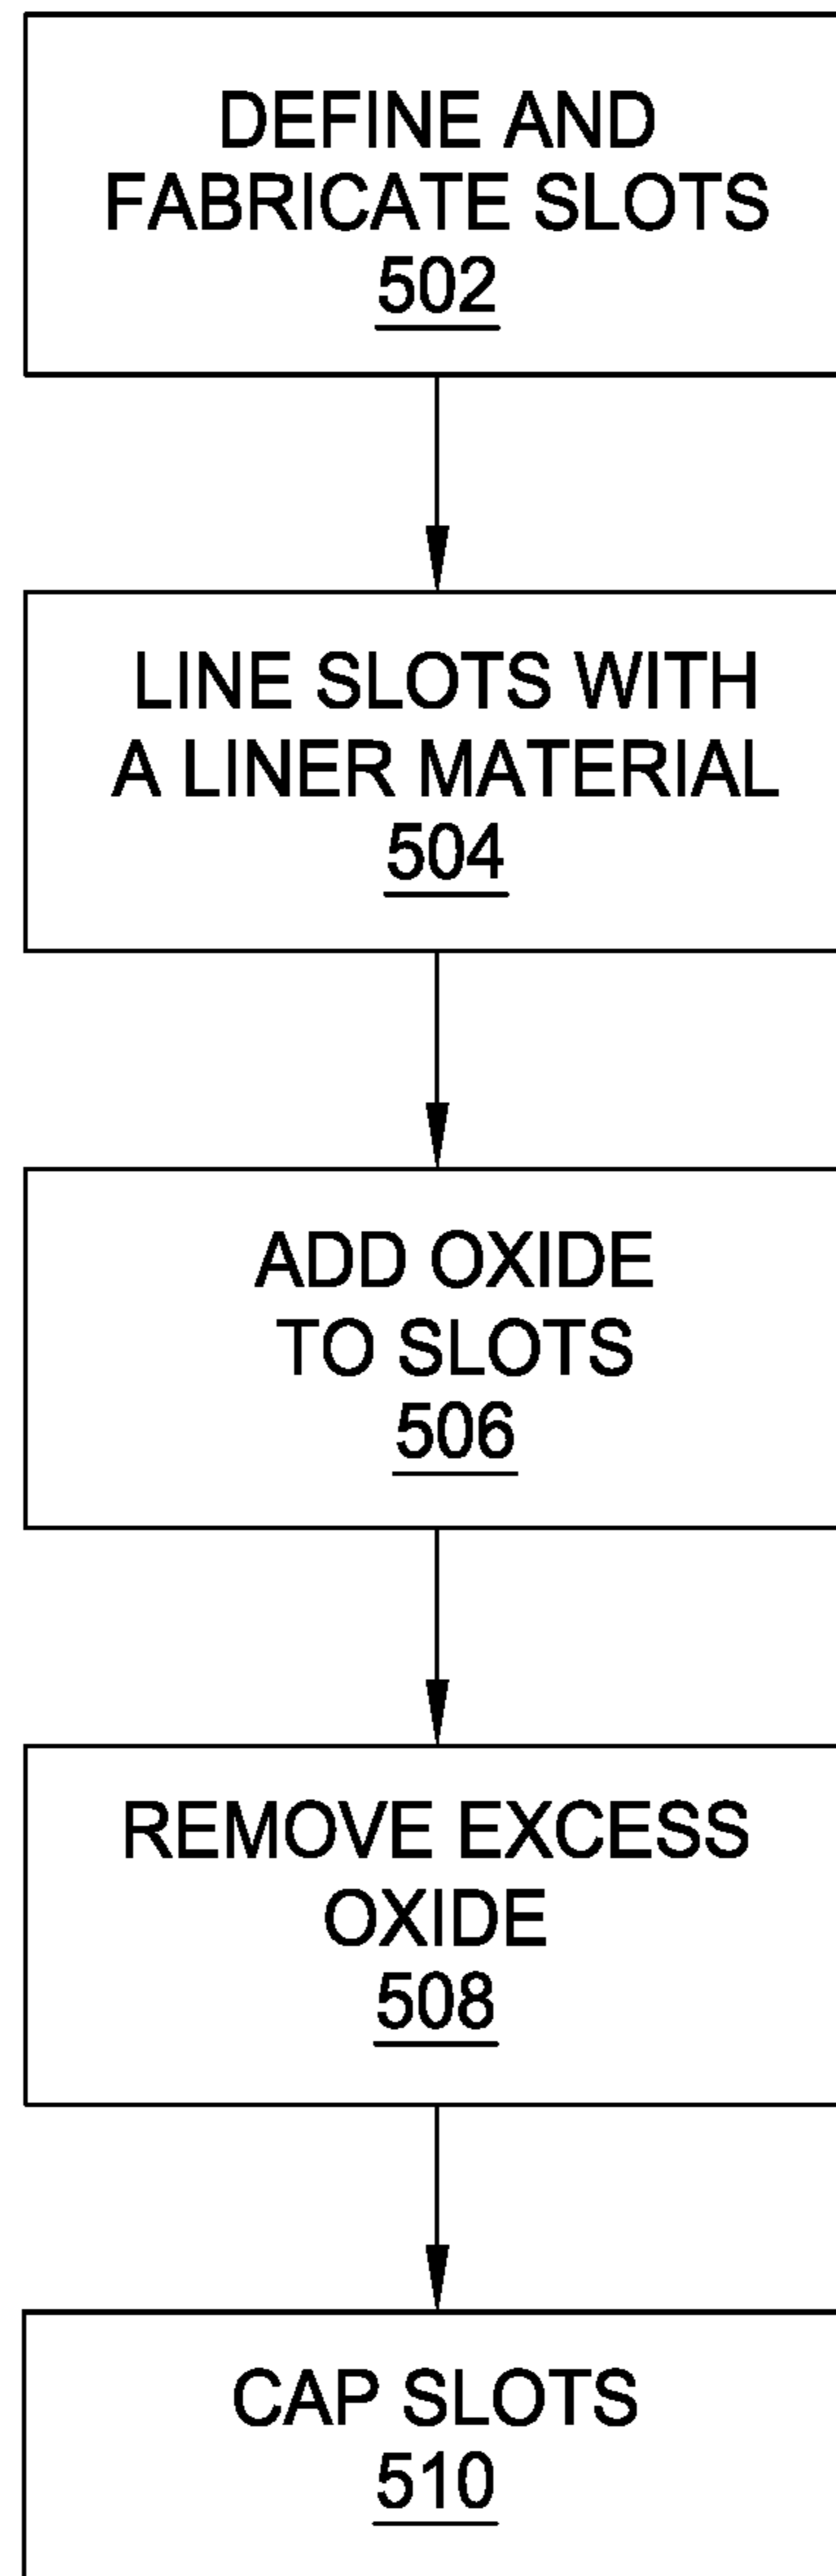 DEFINE AND
FABRICATE SLOTS
502
LINE SLOTS WITH
A LINER MATERIAL
504
ADD OXIDE
TO SLOTS
506
REMOVE EXCESS
OXIDE
508
CAP SLOTS
510